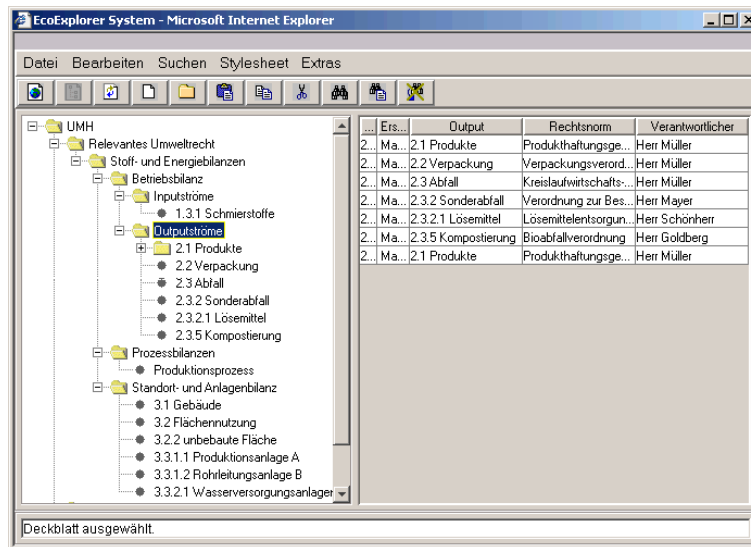 EcoExplorer System - Microsoft Internet Explorer
Datei Bearbeiten Suchen Stylesheet Extras
UMH
Relevantes Umweltrecht
Stoff- und Energiebilanzen
Betriebsbilanz
Inputströme
1.3.1 Schmierstoffe
Outputströme
2.1 Produkte
2.2 Verpackung
2.3 Abfall
2.3.2 Sonderabfall
2.3.2.1 Lösemittel
2.3.5 Kompostierung
Prozessbilanzen
Produktionsprozess
Standort- und Anlagenbilanz
3.1 Gebäude
3.2 Flächennutzung
3.2.2 unbebaute Fläche
3.3.1.1 Produktionsanlage A
3.3.1.2 Rohrleitungsanlage B
3.3.2.1 Wasserversorgungsanlagen
... Ers... Output Rechtsnorm Verantwortlicher
2... Ma... 2.1 Produkte Produkthaftungsge... Herr Müller
2... Ma... 2.2 Verpackung Verpackungsverord... Herr Müller
2... Ma... 2.3 Abfall Kreislaufwirtschafts-... Herr Müller
2... Ma... 2.3.2 Sonderabfall Verordnung zur Bes... Herr Mayer
2... Ma... 2.3.2.1 Lösemittel Lösemittelentsorgun... Herr Schönherr
2... Ma... 2.3.5 Kompostierung Bioabfallverordnung Herr Goldberg
2... Ma... 2.1 Produkte Produkthaftungsge... Herr Müller
Deckblatt ausgewählt.